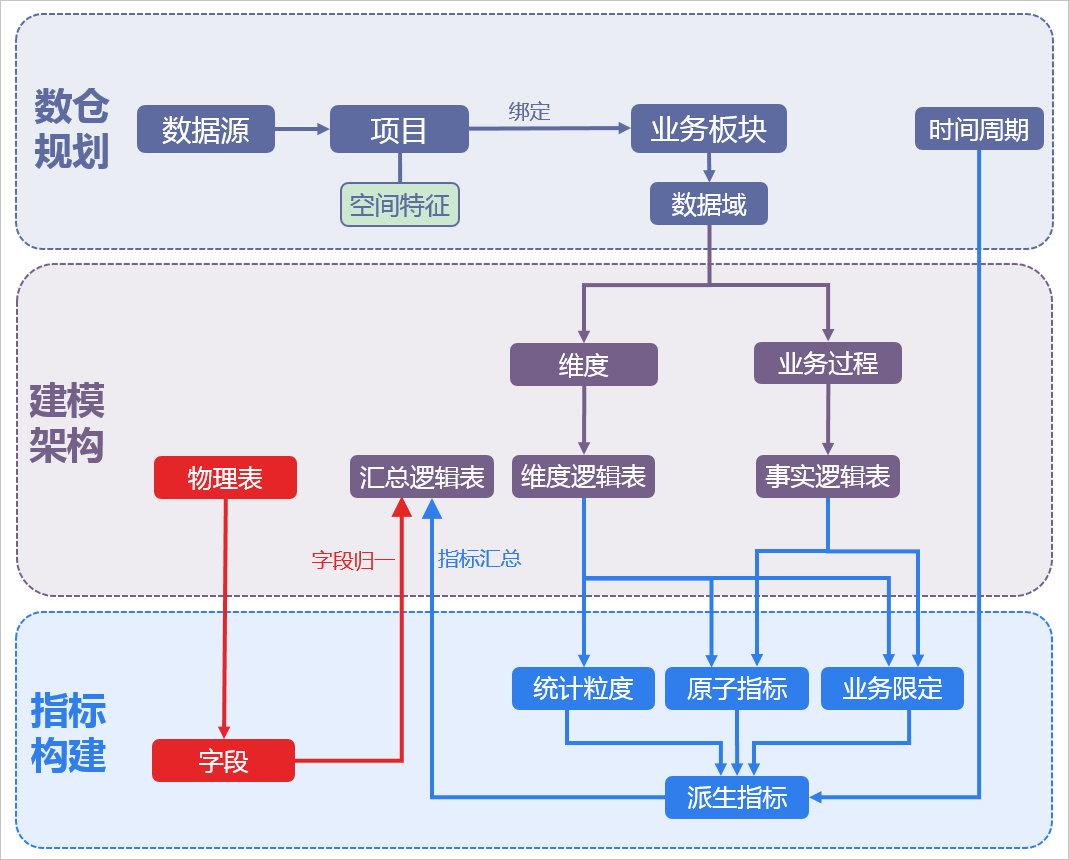 数仓
规划
数据源
项目
绑定
业务板块
时间周期
空间特征
数据域
建模
架构
维度
业务过程
物理表
汇总逻辑表
维度逻辑表
事实逻辑表
字段归一
指标汇总
指标
构建
统计粒度
原子指标
业务限定
字段
派生指标